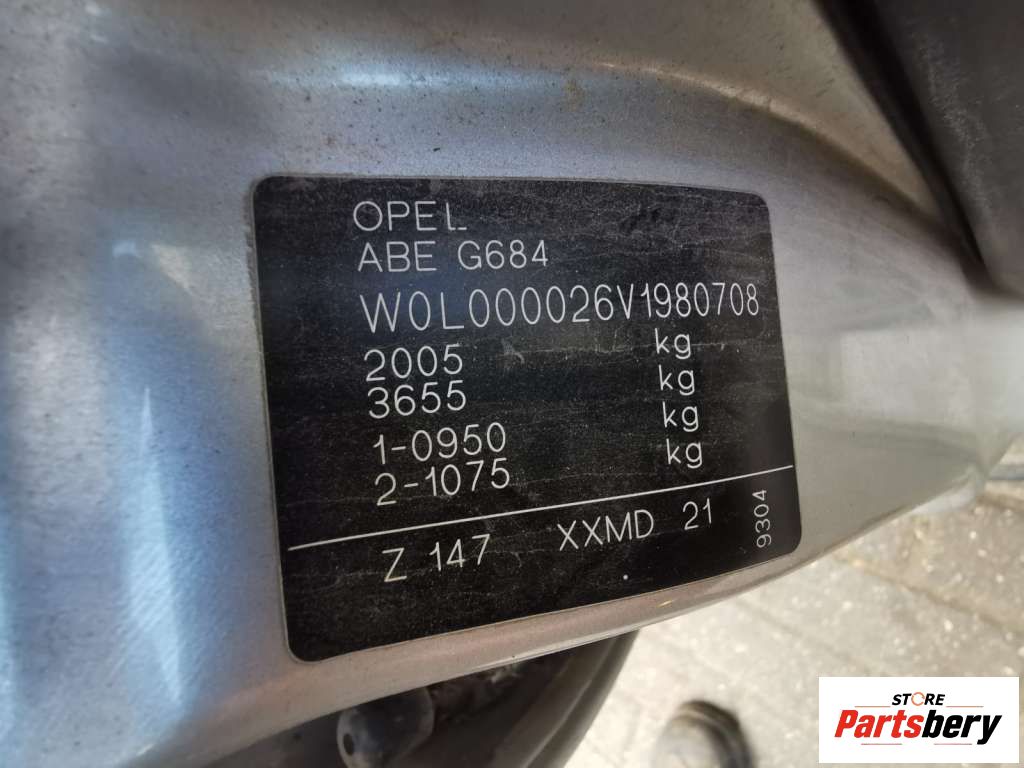 OPEL
ABE G684
W0L000026V1980708
2005 kg
3655 kg
1-0950 kg
2-1075 kg
Z 147 XXMD 21
9304
STORE
Partsbery